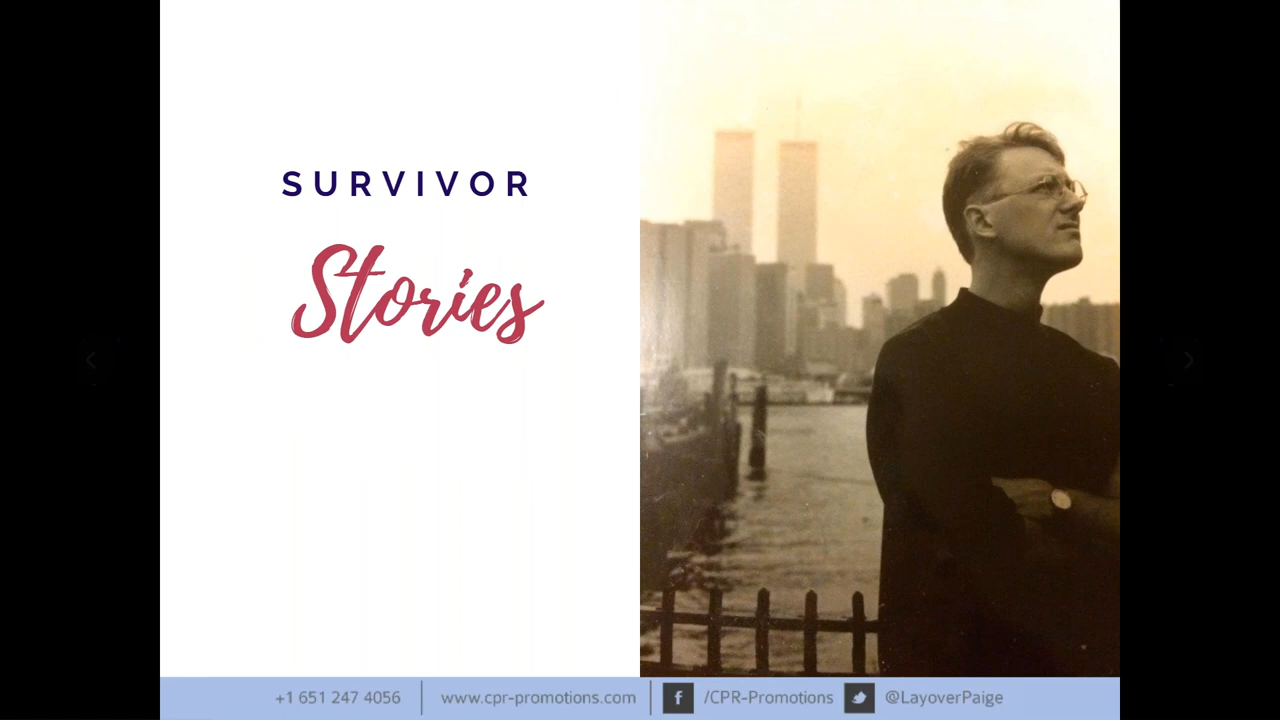 SURVIVOR
Stories
+1 651 247 4056 www.cpr-promotions.com /CPR-Promotions @LayoverPaige